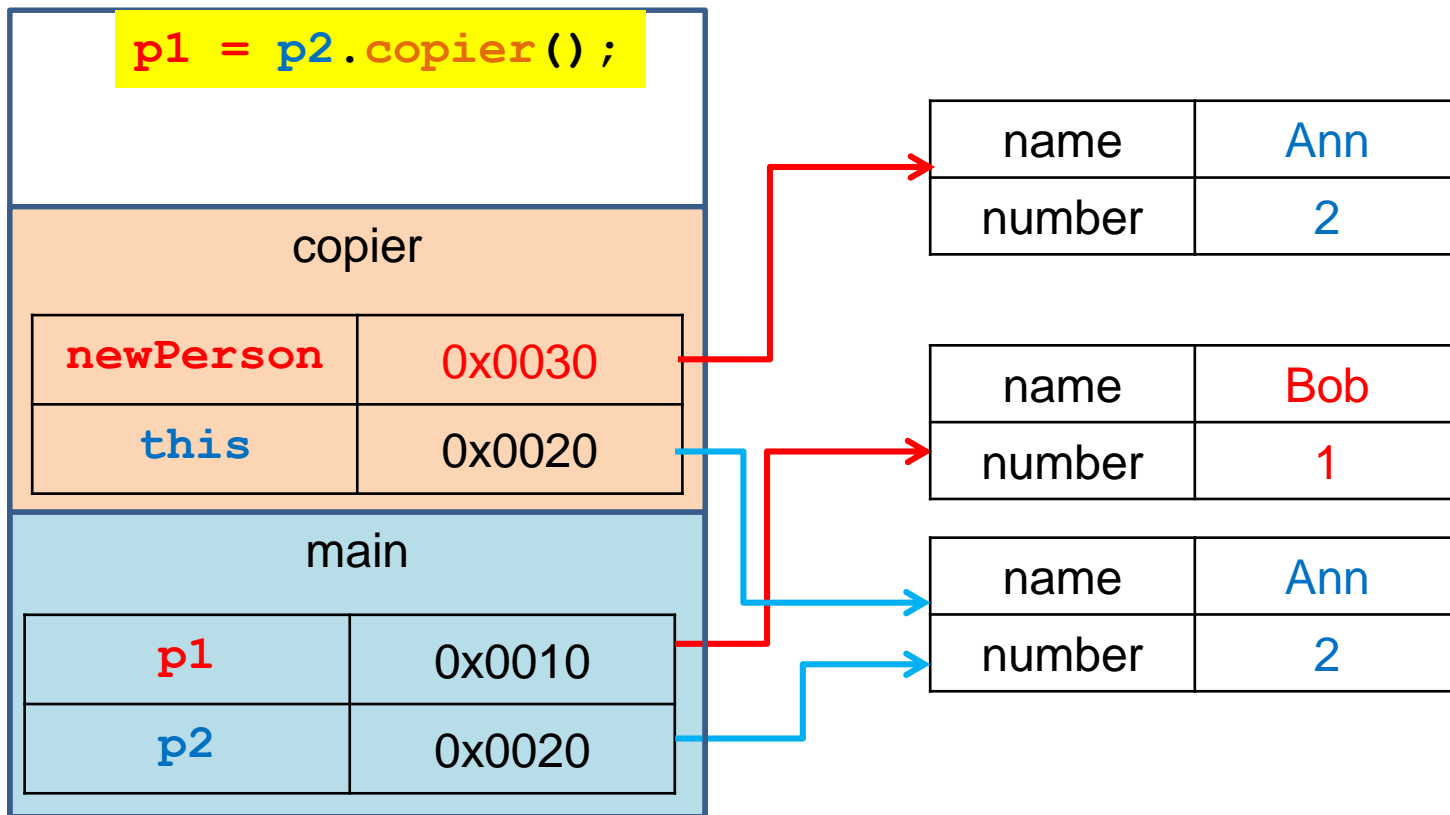 p1 = p2.copier();
copier
newPerson 0x0030
this 0x0020
main
p1 0x0010
p2 0x0020
name Ann
number 2
name Bob
number 1
name Ann
number 2